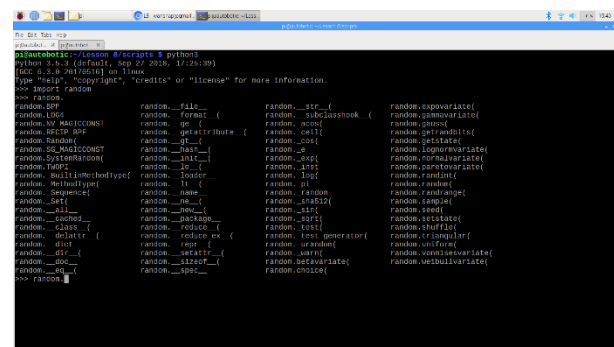 pi@autobotic: ~/Lesson 8/scripts
File Edit Tabs Help
pi@autobotic:~/Lesson 8/scripts $ python3
Python 3.5.3 (default, Sep 27 2018, 17:25:39)
[GCC 6.3.0 20170516] on linux
Type "help", "copyright", "credits" or "license" for more information.
>>> import random
>>> random.
random.BPF random.__file__ random.__str__( random.expovariate(
random.LOG4 random.__format__( random.__subclasshook__( random.gammavariate(
random.NV_MAGICCONST random.__ge__( random._acos( random.gauss(
random.RECIP_BPF random.__getattribute__( random._ceil( random.getrandbits(
random.Random( random.__gt__( random._cos( random.getstate(
random.SG_MAGICCONST random.__hash__( random._e random.lognormvariate(
random.SystemRandom( random.__init__( random._exp( random.normalvariate(
random.TWOPI random.__le__( random._inst random.paretovariate(
random._BuiltinMethodType( random.__loader__ random._log( random.randint(
random._MethodType( random.__lt__( random._pi random.random(
random._Sequence( random.__name__ random._random random.randrange(
random._Set( random.__ne__( random._sha512( random.sample(
random.__all__ random.__new__( random._sin( random.seed(
random.__cached__ random.__package__ random._sqrt( random.setstate(
random.__class__( random.__reduce__( random._test( random.shuffle(
random.__delattr__( random.__reduce_ex__( random._test_generator( random.triangular(
random.__dict__ random.__repr__( random._urandom( random.uniform(
random.__dir__( random.__setattr__( random._warn( random.vonmisesvariate(
random.__doc__ random.__sizeof__( random.betavariate( random.weibullvariate(
random.__eq__( random.__spec__ random.choice(
>>> random.